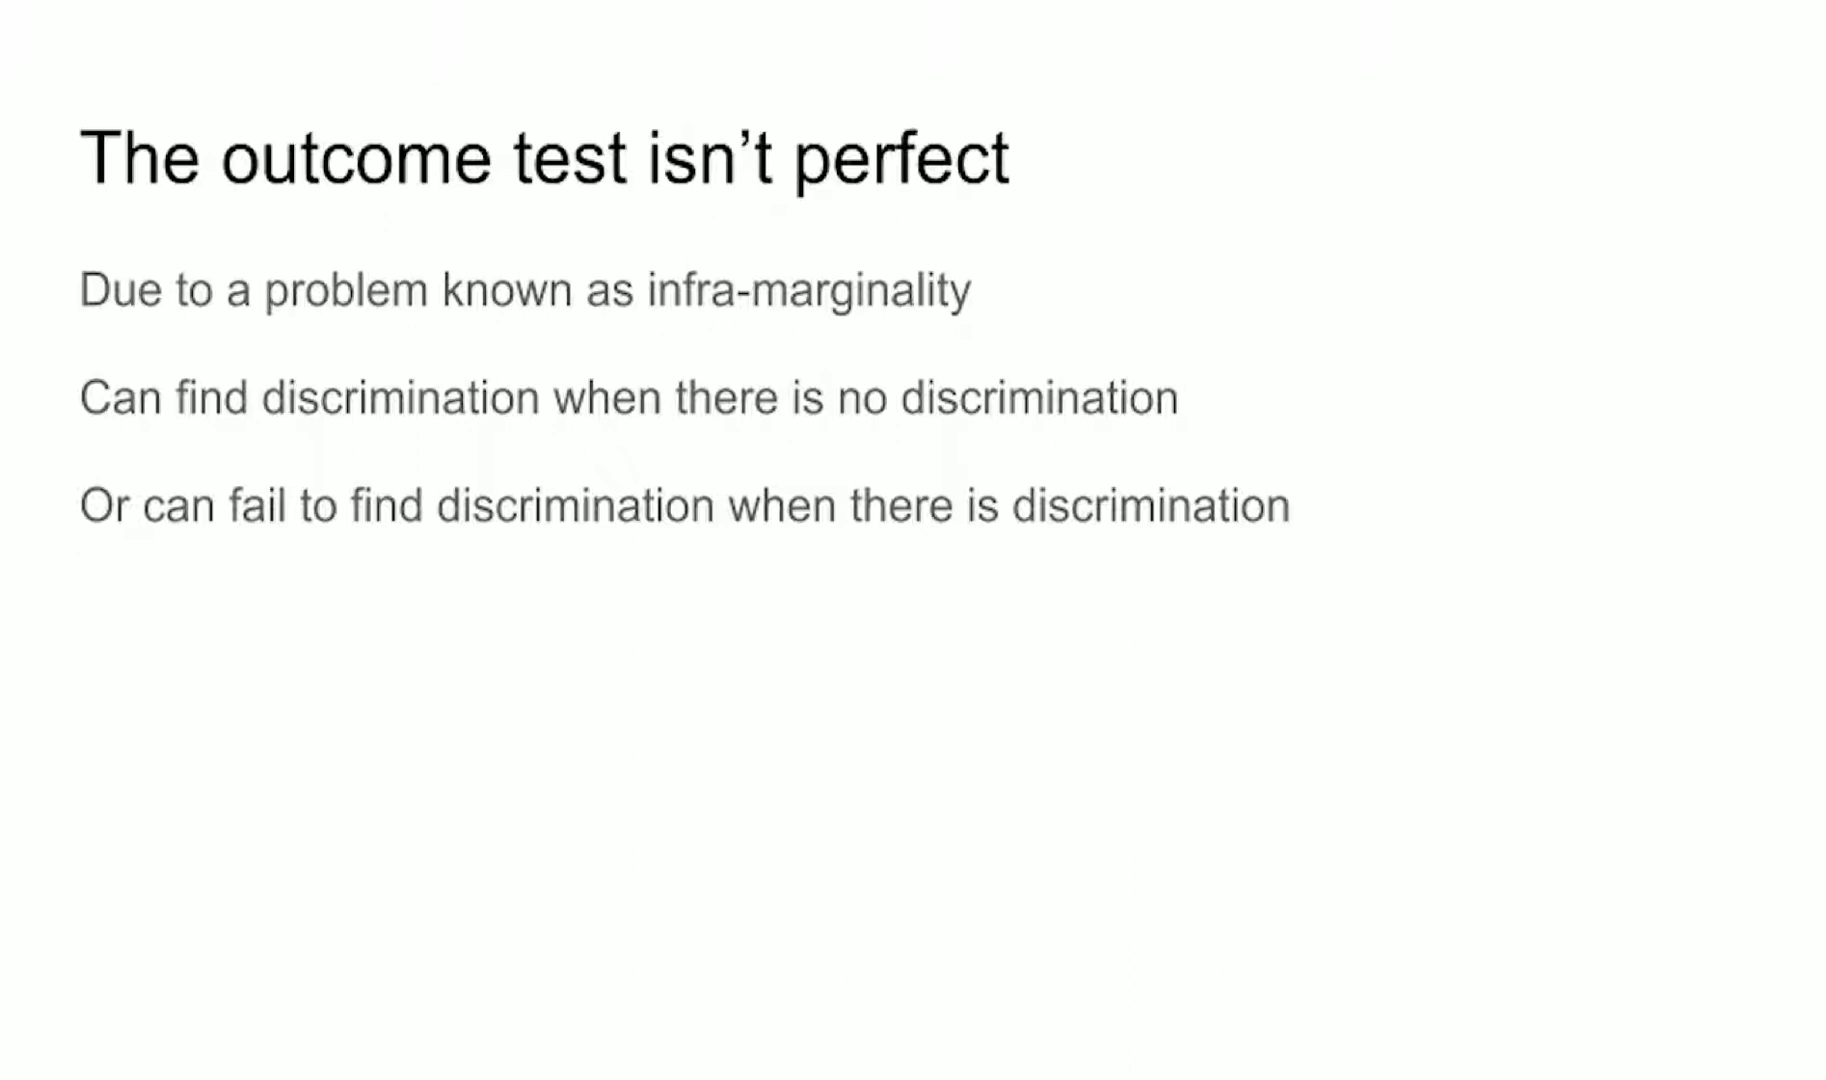 The outcome test isn’t perfect
Due to a problem known as infra-marginality
Can find discrimination when there is no discrimination
Or can fail to find discrimination when there is discrimination